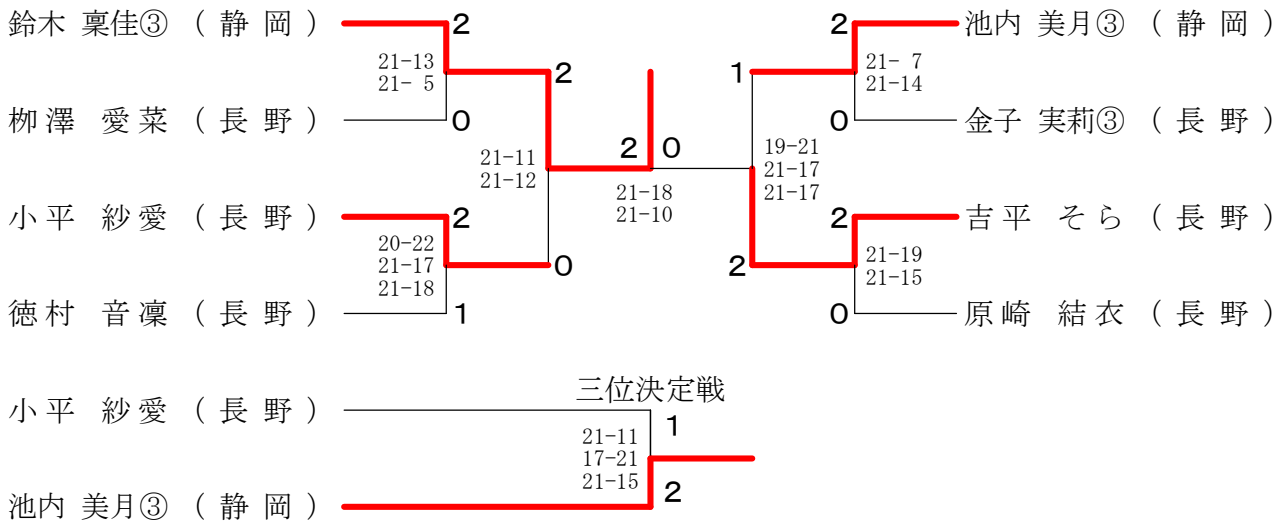 鈴木 稟佳③ (静岡) 2 2 池内 美月③ (静岡)
21-13 21- 7
21- 5 2 1 21-14
栁澤 愛菜 (長野) 0 0 金子 実莉③ (長野)
21-11 2 0 19-21
21-12 21-17
21-18 21-17
21-10
小平 紗愛 (長野) 2 2 吉平 そら (長野)
20-22 21-19
21-17 0 2 21-15
21-18
徳村 音凜 (長野) 1 0 原崎 結衣 (長野)
三位決定戦
小平 紗愛 (長野) 1
21-11
17-21
21-15
池内 美月③ (静岡) 2